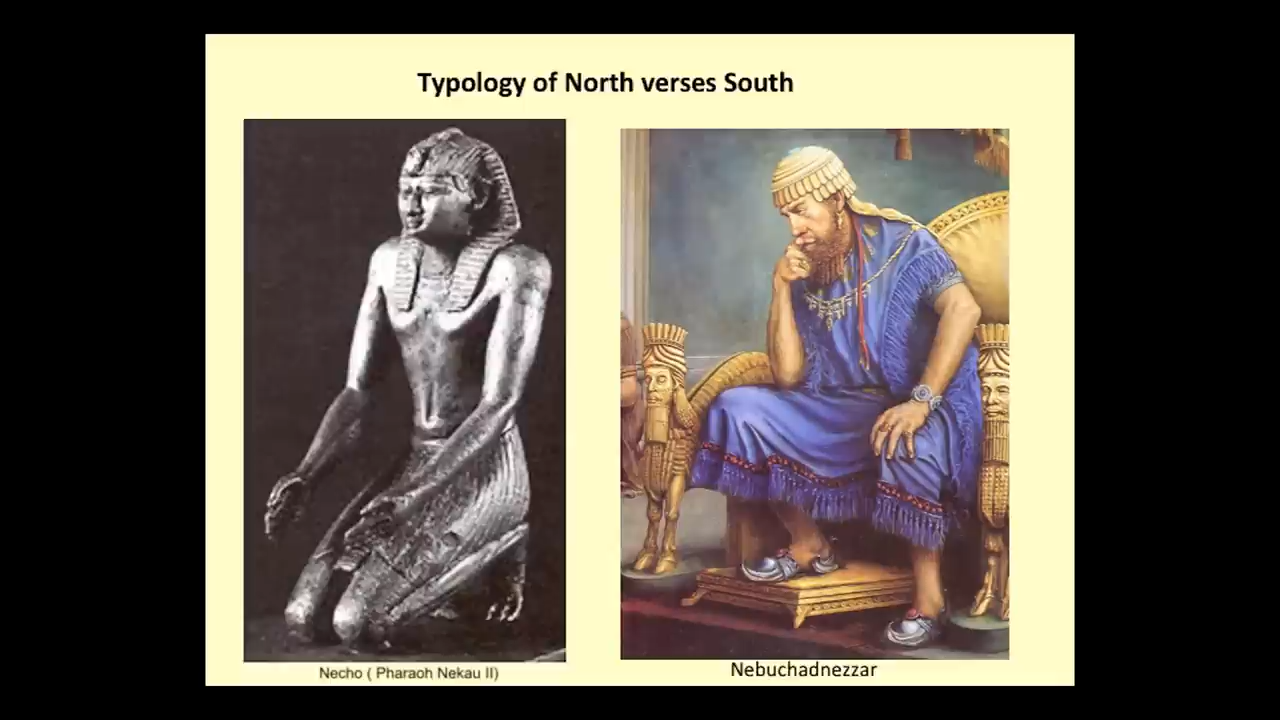 Typology of North verses South
Necho ( Pharaoh Nekau II)
Nebuchadnezzar